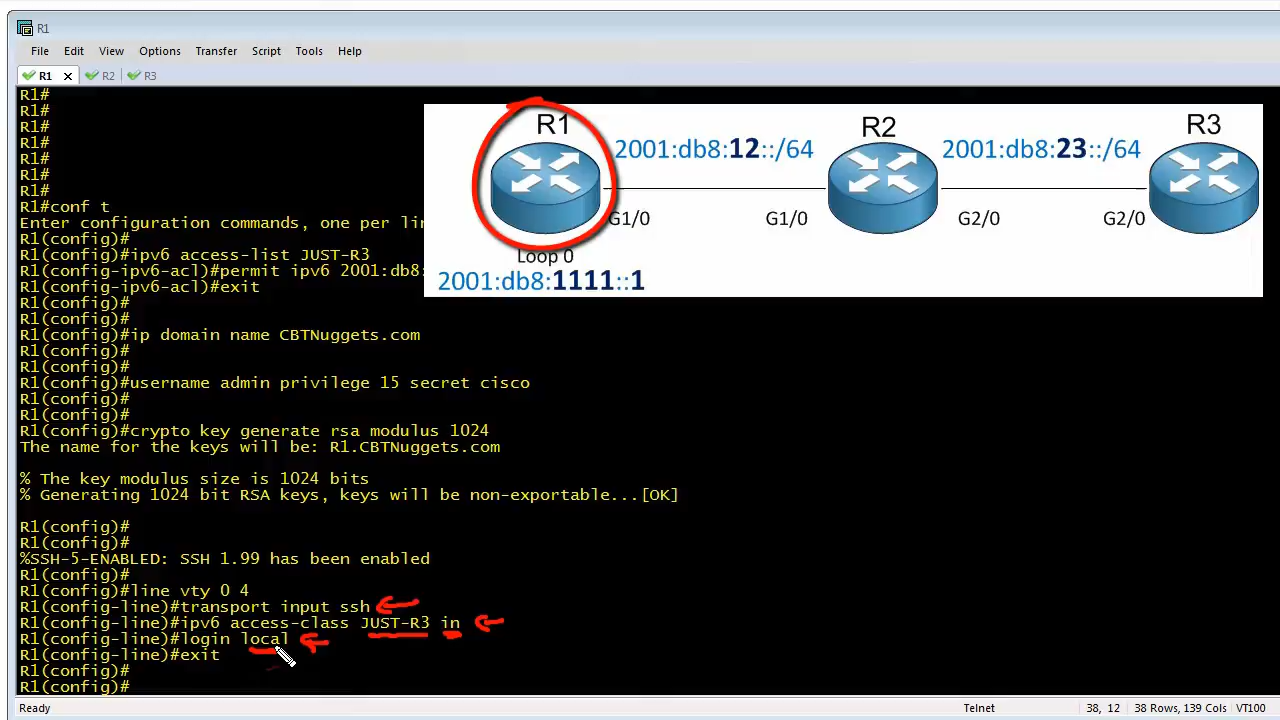 R1
File Edit View Options Transfer Script Tools Help
R1 x R2 R3
R1#
R1#
R1#
R1#
R1#
R1#
R1#
R1#conf t
Enter configuration commands, one per
R1(config)#
R1(config)#ipv6 access-list JUST-R3
R1(config-ipv6-acl)#permit ipv6 2001:db8:
R1(config-ipv6-acl)#exit
R1(config)#
R1(config)#
R1(config)#ip domain name CBTNuggets.com
R1(config)#
R1(config)#
R1(config)#username admin privilege 15 secret cisco
R1(config)#
R1(config)#
R1(config)#crypto key generate rsa modulus 1024
The name for the keys will be: R1.CBTNuggets.com
% The key modulus size is 1024 bits
% Generating 1024 bit RSA keys, keys will be non-exportable...[OK]
R1(config)#
R1(config)#
%SSH-5-ENABLED: SSH 1.99 has been enabled
R1(config)#
R1(config)#line vty 0 4
R1(config-line)#transport input ssh
R1(config-line)#ipv6 access-class JUST-R3 in
R1(config-line)#login local
R1(config-line)#exit
R1(config)#
R1(config)#
R1 R2 R3
2001:db8:12::/64 2001:db8:23::/64
G1/0 G1/0 G2/0 G2/0
Loop 0
2001:db8:1111::1
Ready Telnet 38, 12 38 Rows, 139 Cols VT100